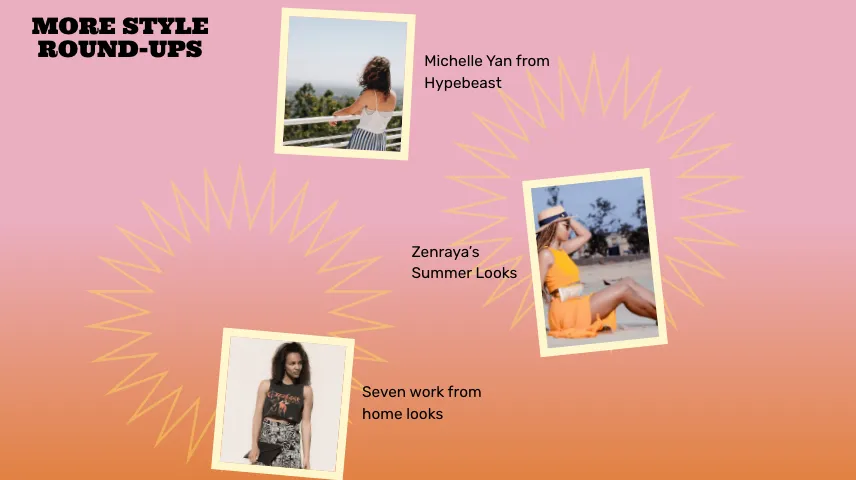 MORE STYLE
ROUND-UPS
Michelle Yan from
Hypebeast
Zenraya’s
Summer Looks
Seven work from
home looks